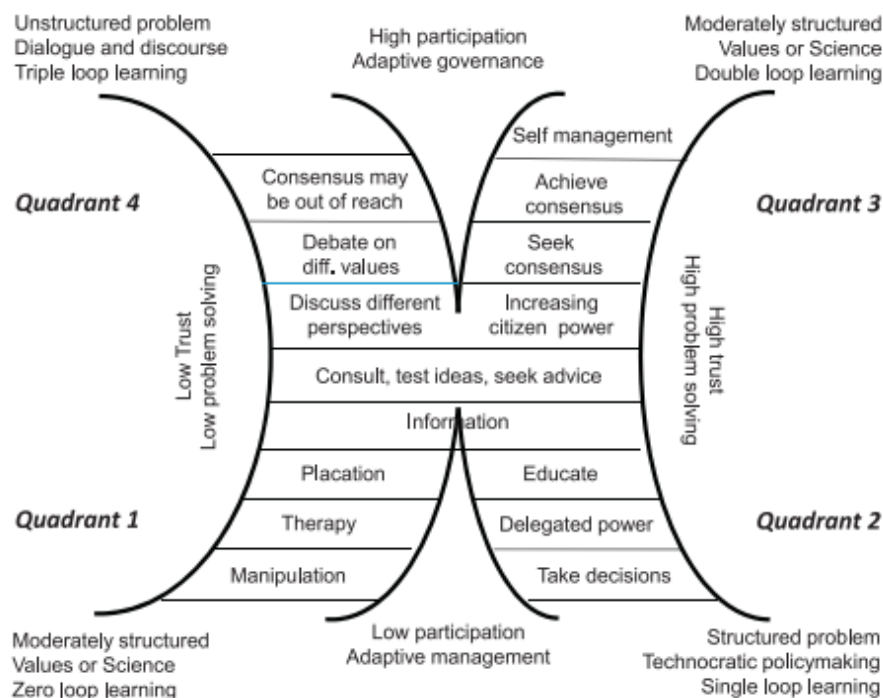 Unstructured problem
Dialogue and discourse
Triple loop learning
High participation
Adaptive governance
Moderately structured
Values or Science
Double loop learning
Quadrant 4
Quadrant 3
Self management
Consensus may
be out of reach
Achieve
consensus
Debate on
diff. values
Seek
consensus
Discuss different
perspectives
Increasing
citizen power
Low Trust
Low problem solving
High trust
High problem solving
Consult, test ideas, seek advice
Information
Placation
Educate
Quadrant 1
Quadrant 2
Therapy
Delegated power
Manipulation
Take decisions
Moderately structured
Values or Science
Zero loop learning
Low participation
Adaptive management
Structured problem
Technocratic policymaking
Single loop learning